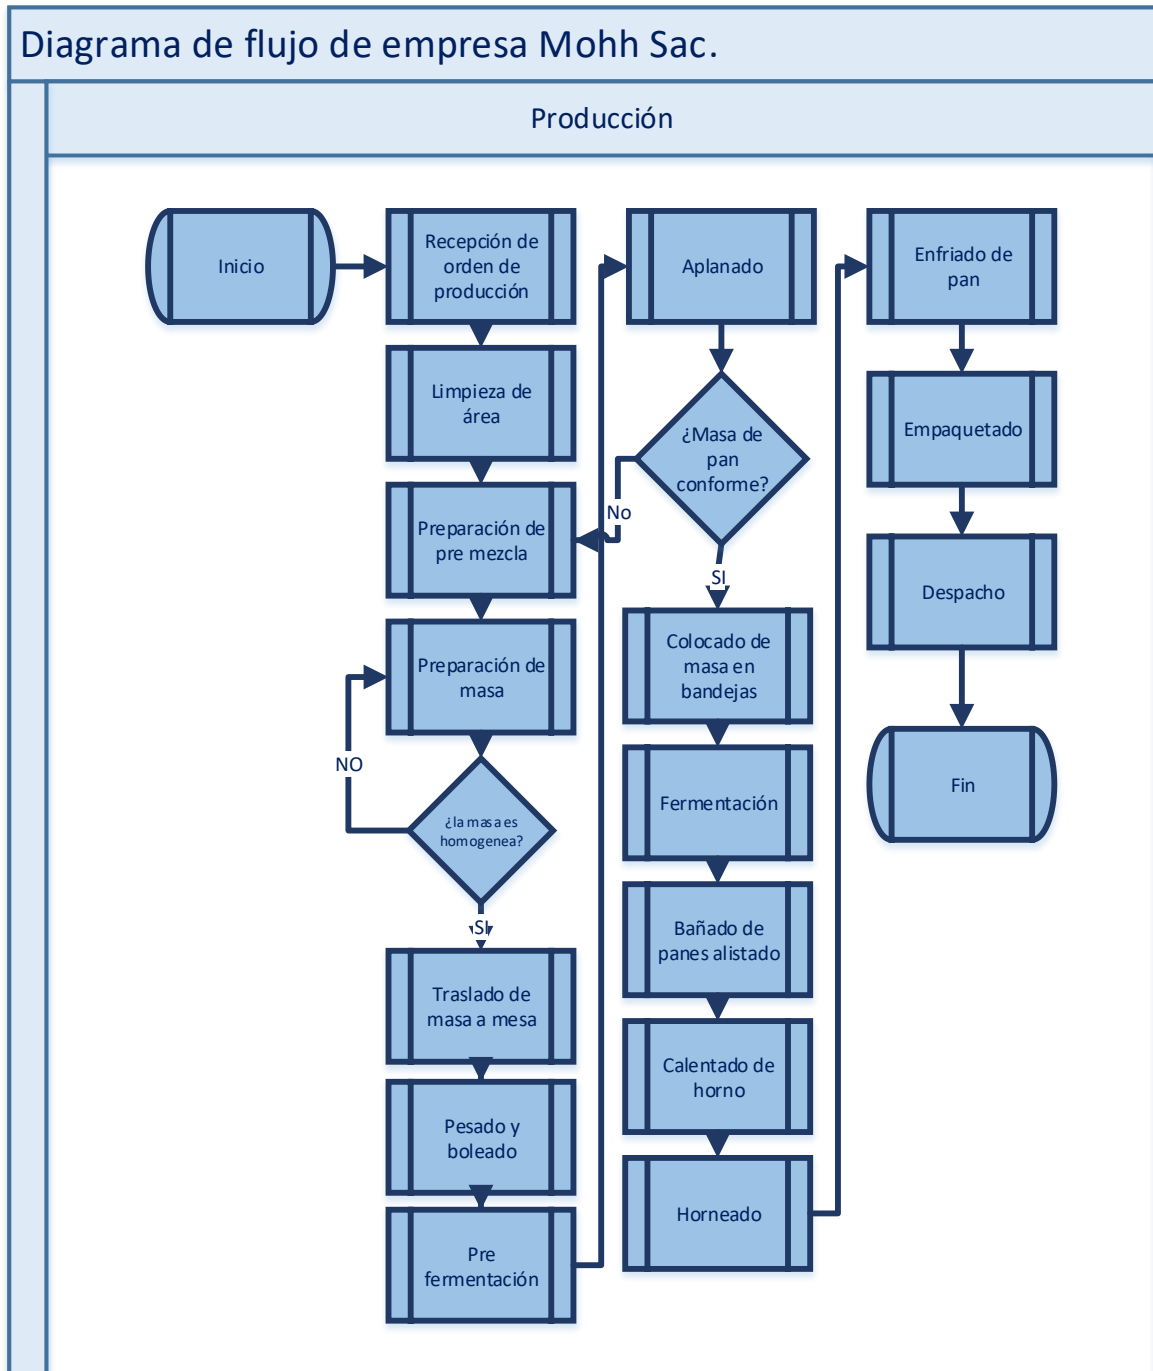 Diagrama de flujo de empresa Mohh Sac.
Producción
Inicio
Recepción de
orden de
producción
Limpieza de
área
Preparación de
pre mezcla
Preparación de
masa
NO
¿la masa es
homogenea?
SI
Traslado de
masa a mesa
Pesado y
boleado
Pre
fermentación
Aplanado
¿Masa de
pan
conforme?
No
SI
Colocado de
masa en
bandejas
Fermentación
Bañado de
panes alistado
Calentado de
horno
Horneado
Enfriado de
pan
Empaquetado
Despacho
Fin